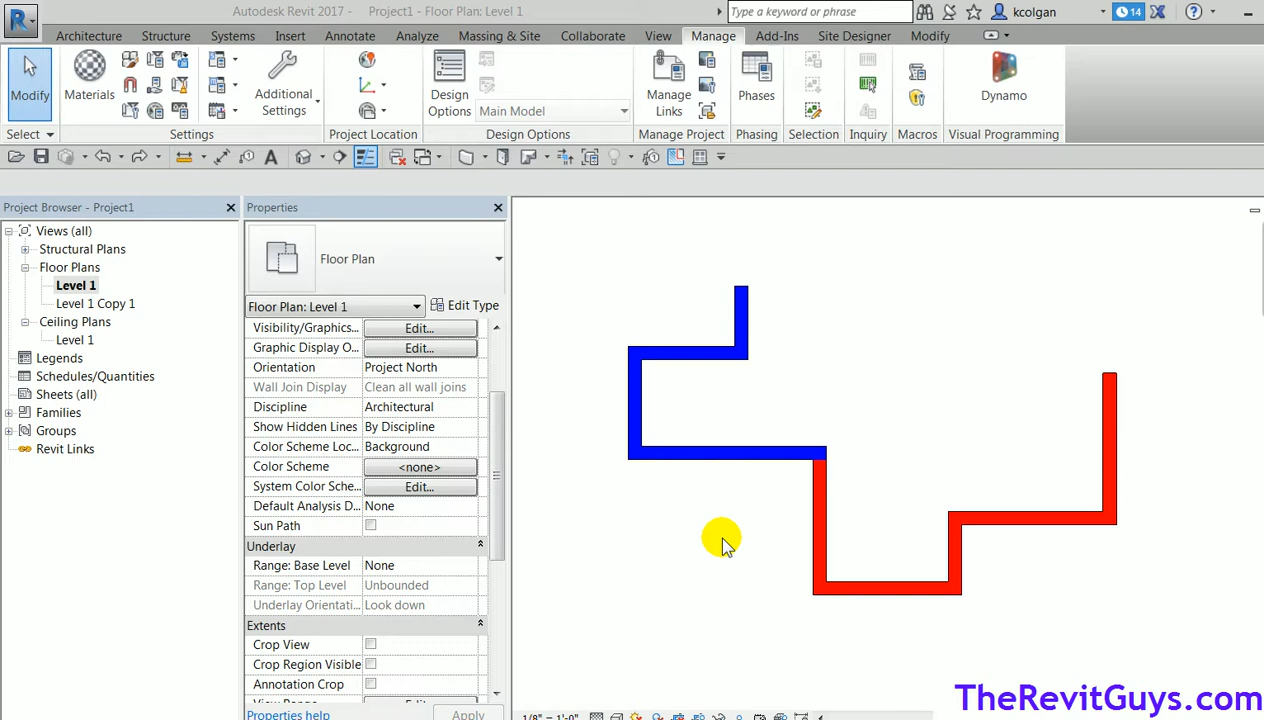 Autodesk Revit 2017 - Project1 - Floor Plan: Level 1
Type a keyword or phrase
kcolgan
14
Architecture Structure Systems Insert Annotate Analyze Massing & Site Collaborate View Manage Add-Ins Site Designer Modify
Modify
Materials
Additional
Settings
Design
Options
Main Model
Manage
Links
Phases
Dynamo
Select
Settings
Project Location
Design Options
Manage Project
Phasing
Selection
Inquiry
Macros
Visual Programming
Project Browser - Project1
Views (all)
Structural Plans
Floor Plans
Level 1
Level 1 Copy 1
Ceiling Plans
Level 1
Legends
Schedules/Quantities
Sheets (all)
Families
Groups
Revit Links
Properties
Floor Plan
Floor Plan: Level 1
Edit Type
Visibility/Graphics... Edit...
Graphic Display O... Edit...
Orientation Project North
Wall Join Display Clean all wall joins
Discipline Architectural
Show Hidden Lines By Discipline
Color Scheme Loc... Background
Color Scheme <none>
System Color Sche... Edit...
Default Analysis D... None
Sun Path
Underlay
Range: Base Level None
Range: Top Level Unbounded
Underlay Orientati... Look down
Extents
Crop View
Crop Region Visible
Annotation Crop
Properties help
Apply
1/8" = 1'-0"
TheRevitGuys.com